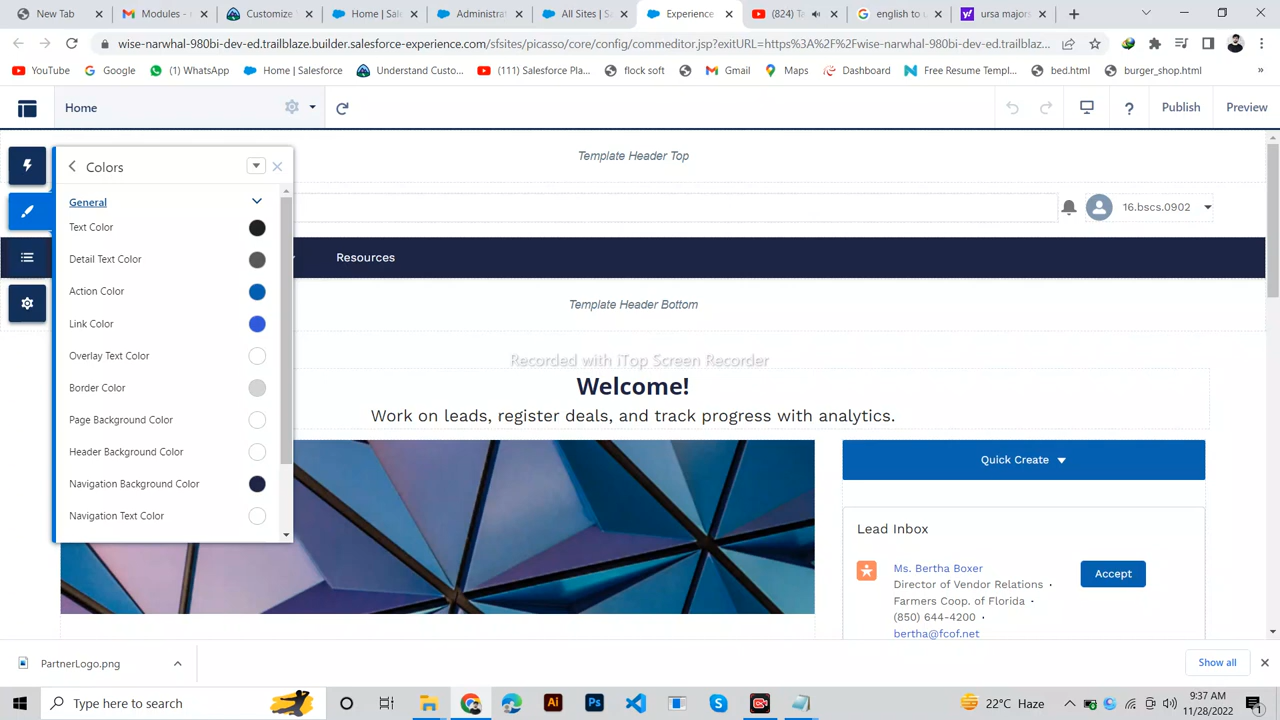 New Tab
Modules -
Customize
Home | Sale
Administrat
All Sites | S
Experience
(824) T
english to u
ursa majors
wise-narwhal-980bi-dev-ed.trailblaze.builder.salesforce-experience.com/sfsites/picasso/core/config/commeditor.jsp?exitURL=https%3A%2F%2Fwise-narwhal-980bi-dev-ed.trailblaze...
YouTube
Google
(1) WhatsApp
Home | Salesforce
Understand Custo...
(111) Salesforce Pla...
flock soft
Gmail
Maps
Dashboard
Free Resume Templ...
bed.html
burger_shop.html
»
Home
?
Publish
Preview
Template Header Top
Colors
General
Text Color
Detail Text Color
Action Color
Link Color
Overlay Text Color
Border Color
Page Background Color
Header Background Color
Navigation Background Color
Navigation Text Color
16.bscs.0902
Resources
Template Header Bottom
Recorded with iTop Screen Recorder
Welcome!
Work on leads, register deals, and track progress with analytics.
Quick Create
Lead Inbox
Ms. Bertha Boxer
Director of Vendor Relations •
Farmers Coop. of Florida •
(850) 644-4200 •
bertha@fcof.net
Accept
PartnerLogo.png
Show all
Type here to search
Ai
Ps
22°C Haze
9:37 AM
11/28/2022
1